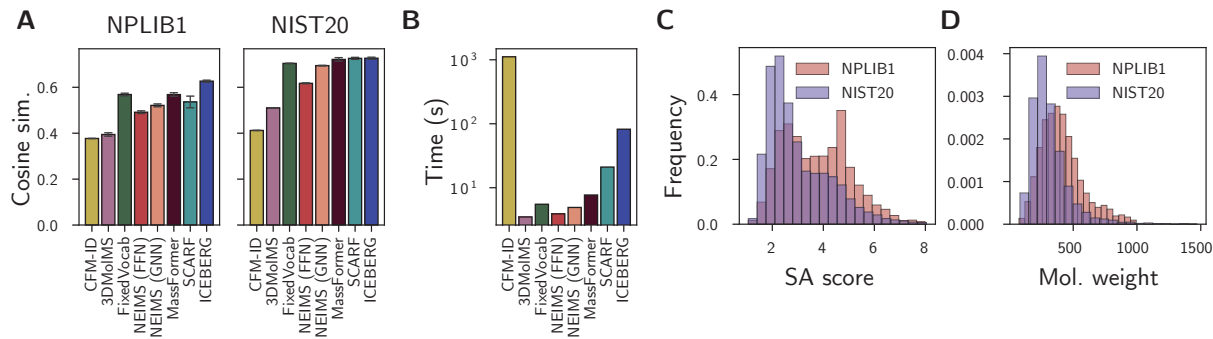 A
NPLIB1
NIST20
Cosine sim.
0.6
0.4
0.2
0.0
CFM-ID
3DMolMS
FixedVocab
NEIMS (FFN)
NEIMS (GNN)
MassFormer
SCARF
ICEBERG
CFM-ID
3DMolMS
FixedVocab
NEIMS (FFN)
NEIMS (GNN)
MassFormer
SCARF
ICEBERG
B
Time (s)
10³
10²
10¹
CFM-ID
3DMolMS
FixedVocab
NEIMS (FFN)
NEIMS (GNN)
MassFormer
SCARF
ICEBERG
C
Frequency
0.4
0.2
0.0
NPLIB1
NIST20
2
4
6
8
SA score
D
0.004
0.003
0.002
0.001
0.000
NPLIB1
NIST20
500
1000
1500
Mol. weight